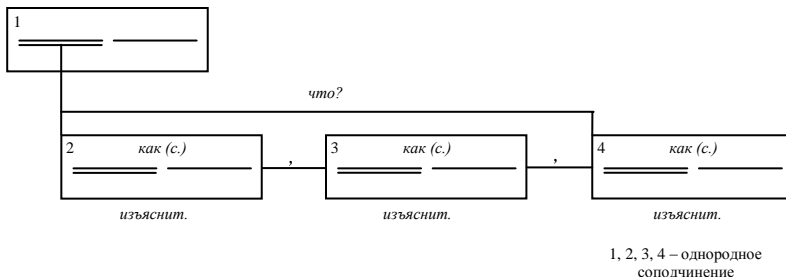 1
что?
2 как (с.) , 3 как (с.) , 4 как (с.)
изъяснит. изъяснит. изъяснит.
1, 2, 3, 4 – однородное
соподчинение